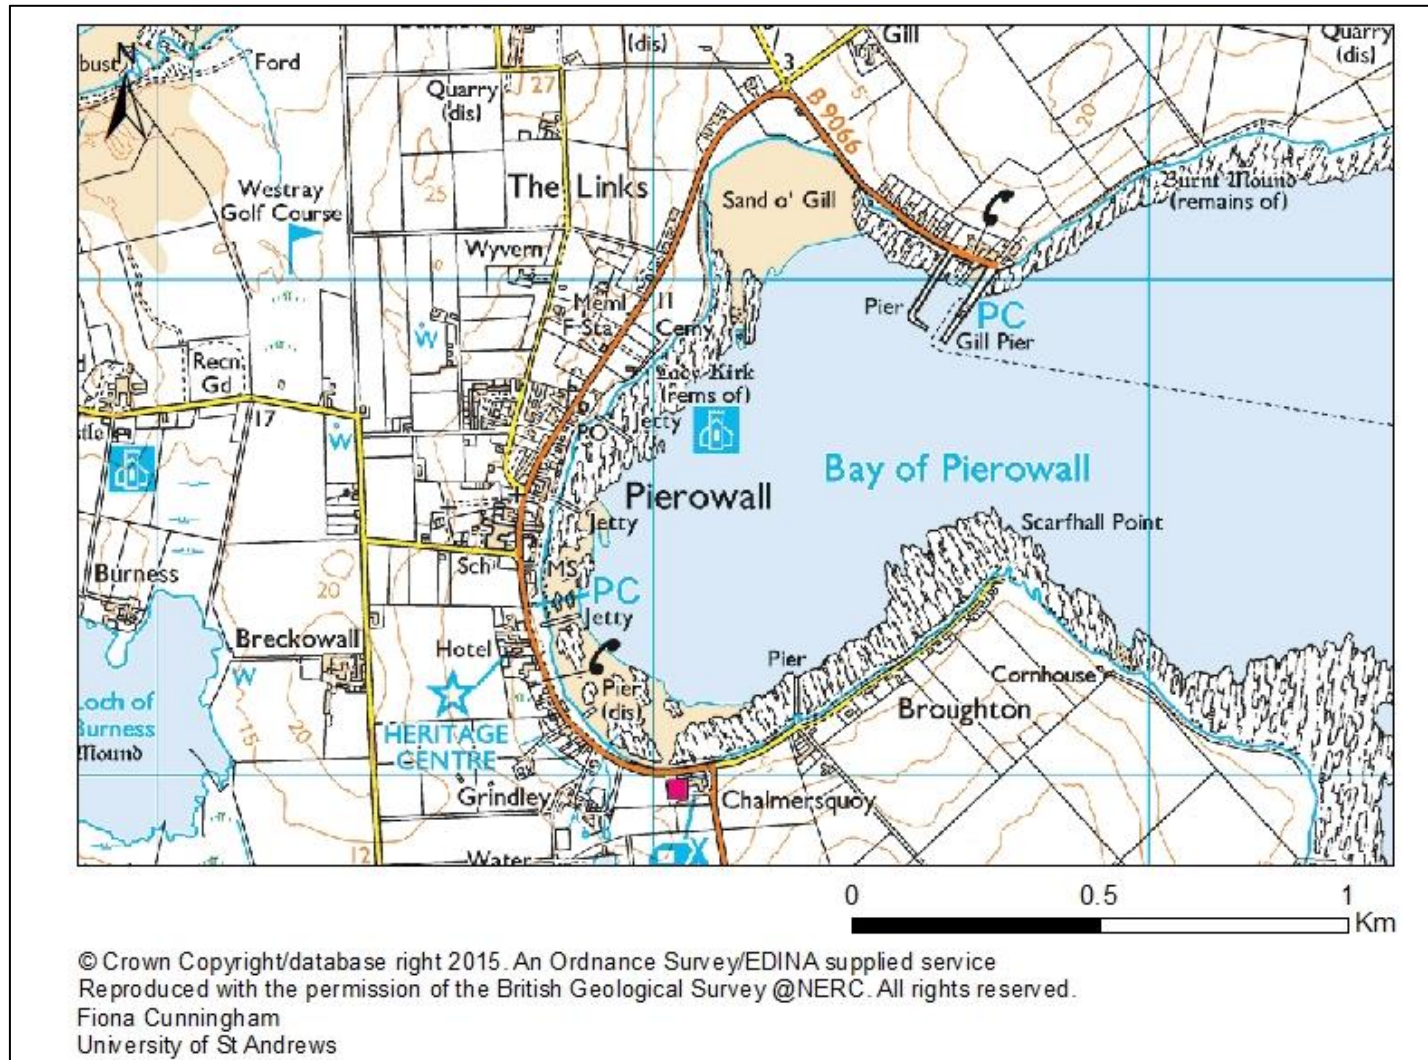 N
bust
Ford
(dis)
3
Gill
Quarry
(dis)
Quarry
(dis)
27
5
B 9066
20
Westray
Golf Course
25
The Links
Sand o' Gill
Burnt Mound
(remains of)
Wyvern
Meml
F Sta
11
Cemy
Pier
PC
Gill Pier
W
Recn
Gd
Lady Kirk
(rems of)
17
W
PO
Jetty
Bay of Pierowall
Pierowall
Jetty
Scarfhall Point
Burness
20
Sch
MS
PC
Jetty
Breckowall
Hotel
W
Pier
Cornhouse
Loch of
Burness
Mound
15
20
Pier
(dis)
Broughton
HERITAGE
CENTRE
Grindley
Chalmersquoy
12
Water
0 0.5 1
Km
© Crown Copyright/database right 2015. An Ordnance Survey/EDINA supplied service
Reproduced with the permission of the British Geological Survey @NERC. All rights reserved.
Fiona Cunningham
University of St Andrews